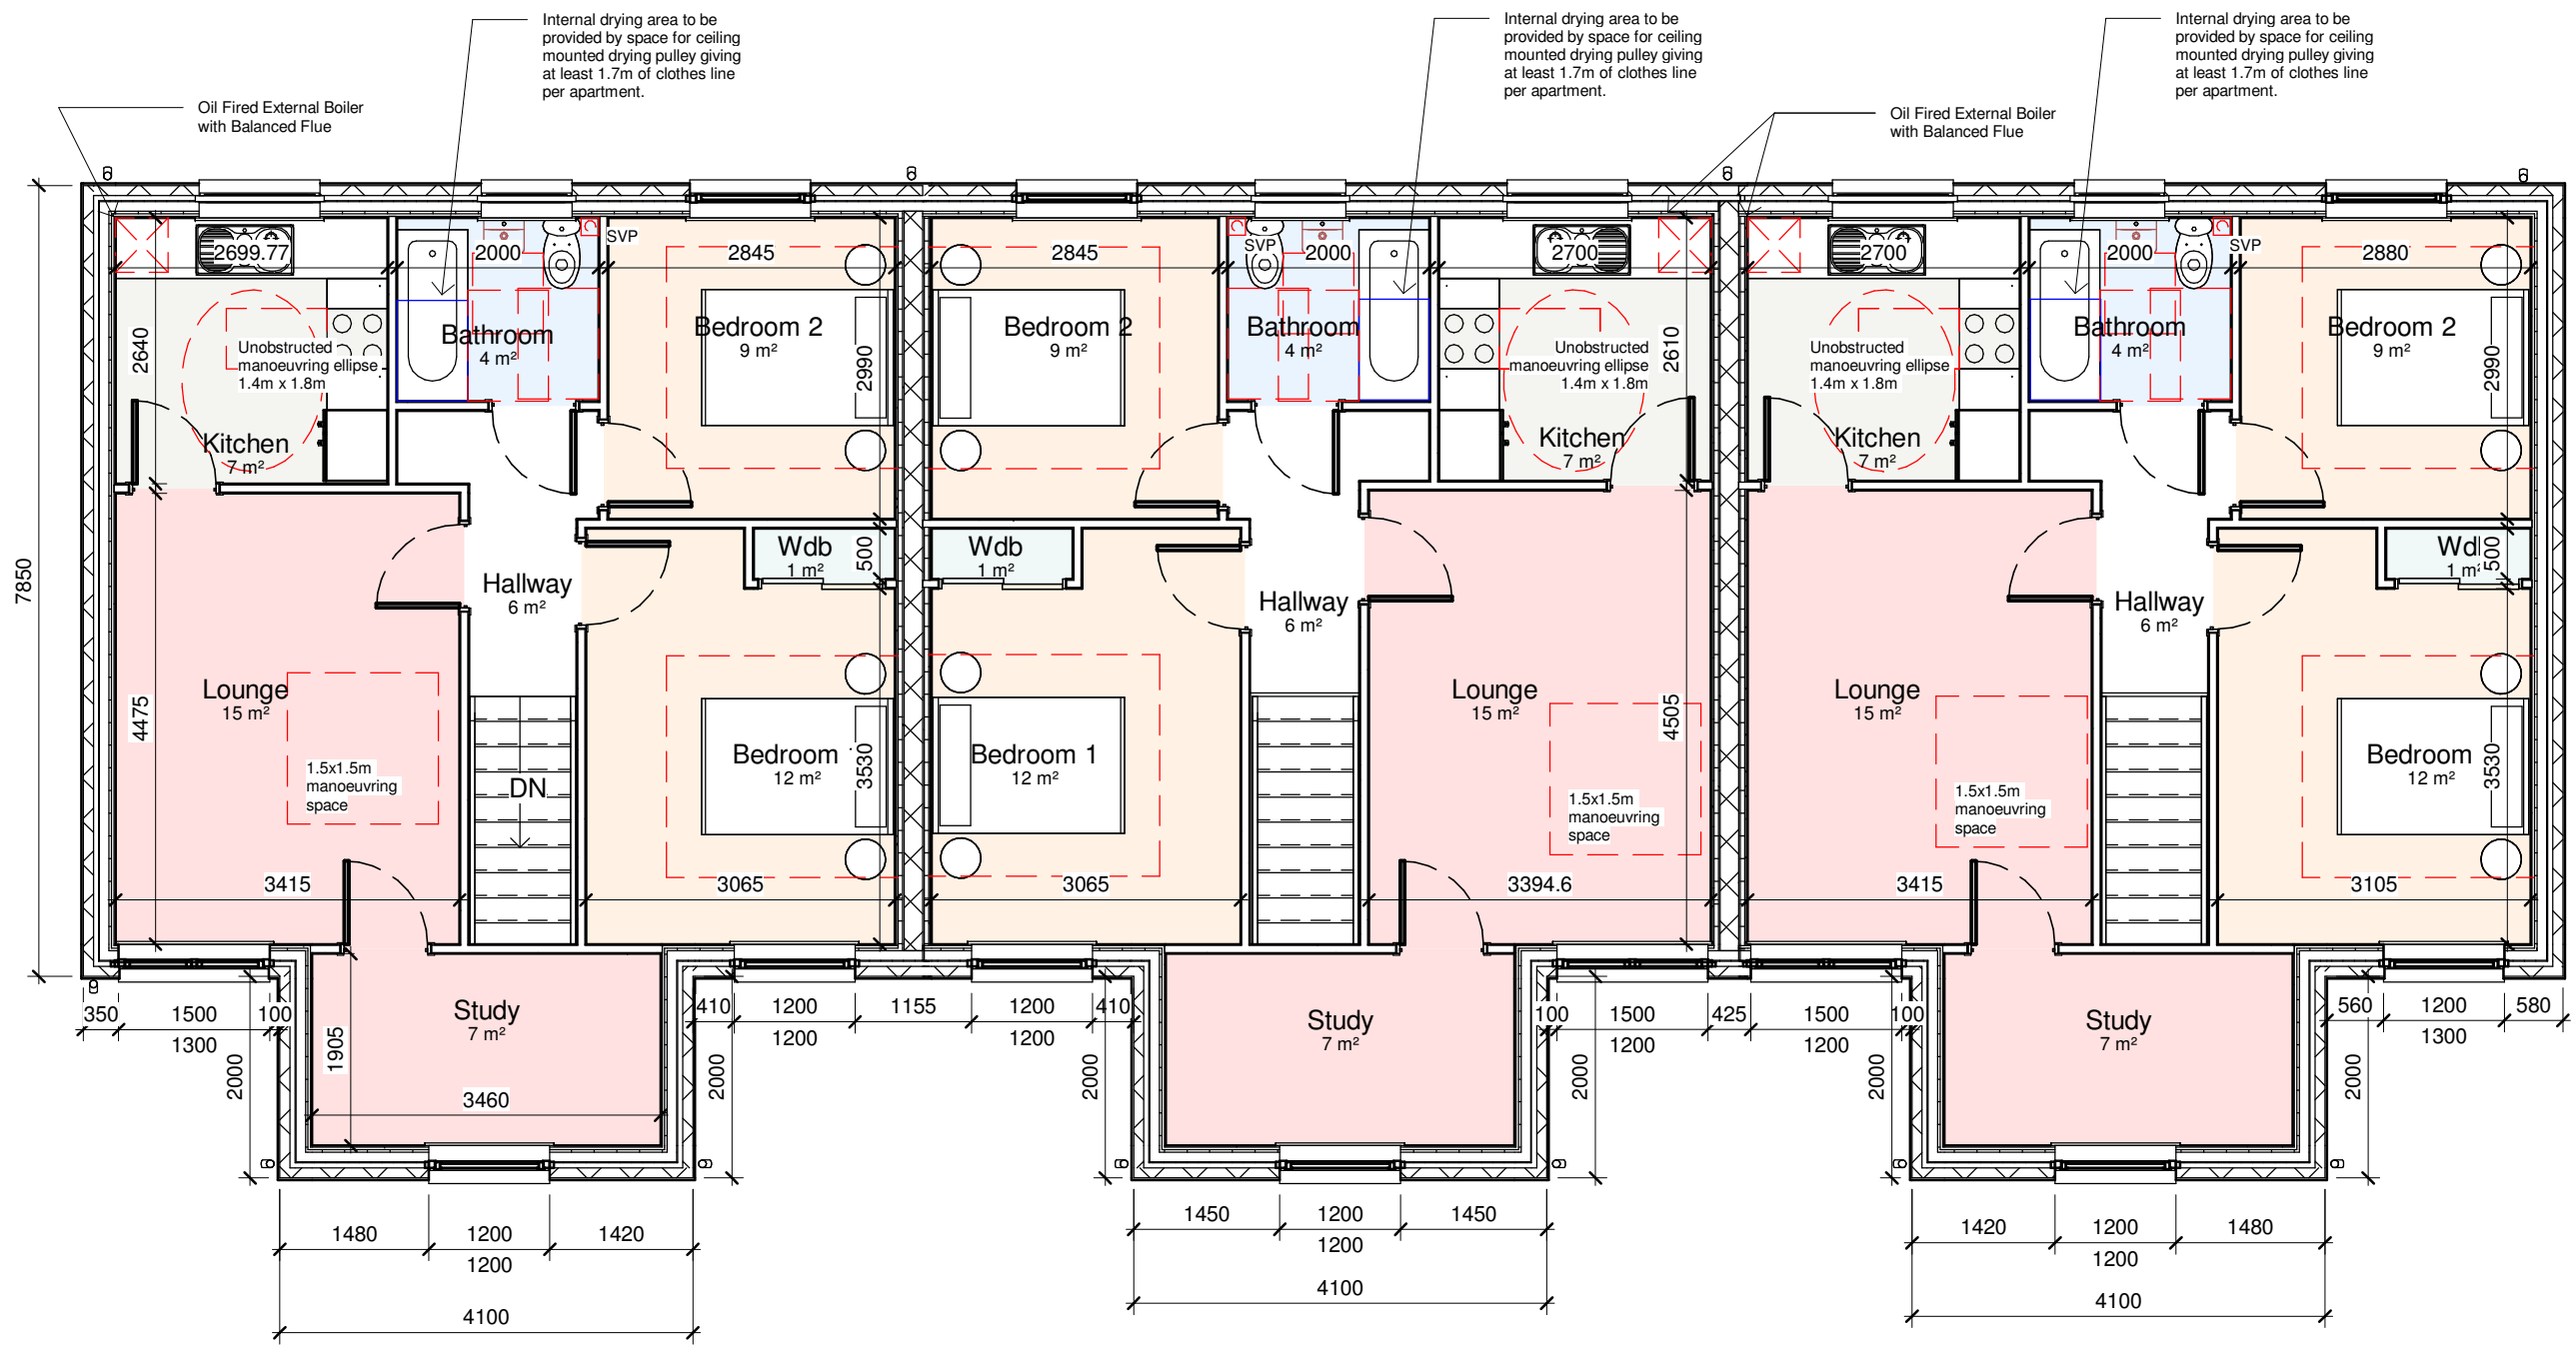 Internal drying area to be
provided by space for ceiling
mounted drying pulley giving
at least 1.7m of clothes line
per apartment.
Internal drying area to be
provided by space for ceiling
mounted drying pulley giving
at least 1.7m of clothes line
per apartment.
Internal drying area to be
provided by space for ceiling
mounted drying pulley giving
at least 1.7m of clothes line
per apartment.
Oil Fired External Boiler
with Balanced Flue
Oil Fired External Boiler
with Balanced Flue
7850
2699.77
2000
SVP
2845
2845
SVP
2000
2700
2700
2000
SVP
2880
2640
Unobstructed
manoeuvring ellipse
1.4m x 1.8m
Kitchen
7 m²
Bathroom
4 m²
Bedroom 2
9 m²
2990
Bedroom 2
9 m²
Bathroom
4 m²
Unobstructed
manoeuvring ellipse
1.4m x 1.8m
Kitchen
7 m²
2610
Unobstructed
manoeuvring ellipse
1.4m x 1.8m
Kitchen
7 m²
Bathroom
4 m²
Bedroom 2
9 m²
2990
Wdb
1 m²
500
Wdb
1 m²
1 m²
500
Hallway
6 m²
Hallway
6 m²
Hallway
6 m²
4475
Lounge
15 m²
1.5x1.5m
manoeuvring
space
DN
Bedroom
12 m²
3530
Bedroom 1
12 m²
Lounge
15 m²
4505
1.5x1.5m
manoeuvring
space
Lounge
15 m²
1.5x1.5m
manoeuvring
space
Bedroom
12 m²
3530
3415
3065
3065
3394.6
3415
3105
350
1500
1300
100
2000
1905
Study
7 m²
3460
410
1200
1200
2000
1155
1200
1200
410
2000
Study
7 m²
100
1500
1200
2000
425
1500
1200
100
2000
Study
7 m²
560
1200
1300
580
2000
1480
1200
1200
1420
4100
1450
1200
1200
1450
4100
1420
1200
1200
1480
4100